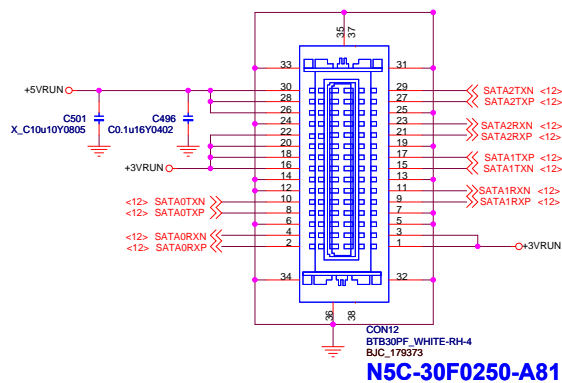 35
37
33
31
+5VRUN
30
29
SATA2TXN <12>
28
27
SATA2TXP <12>
26
25
C501
X_C10u10Y0805
C496
C0.1u16Y0402
24
23
SATA2RXN <12>
22
21
SATA2RXP <12>
20
19
18
17
SATA1TXP <12>
+3VRUN
16
15
SATA1TXN <12>
14
13
12
11
SATA1RXN <12>
<12> SATA0TXN
10
9
SATA1RXP <12>
<12> SATA0TXP
8
7
6
5
<12> SATA0RXN
4
3
<12> SATA0RXP
2
1
+3VRUN
34
32
36
38
CON12
BTB30PF_WHITE-RH-4
BJC_179373
N5C-30F0250-A81